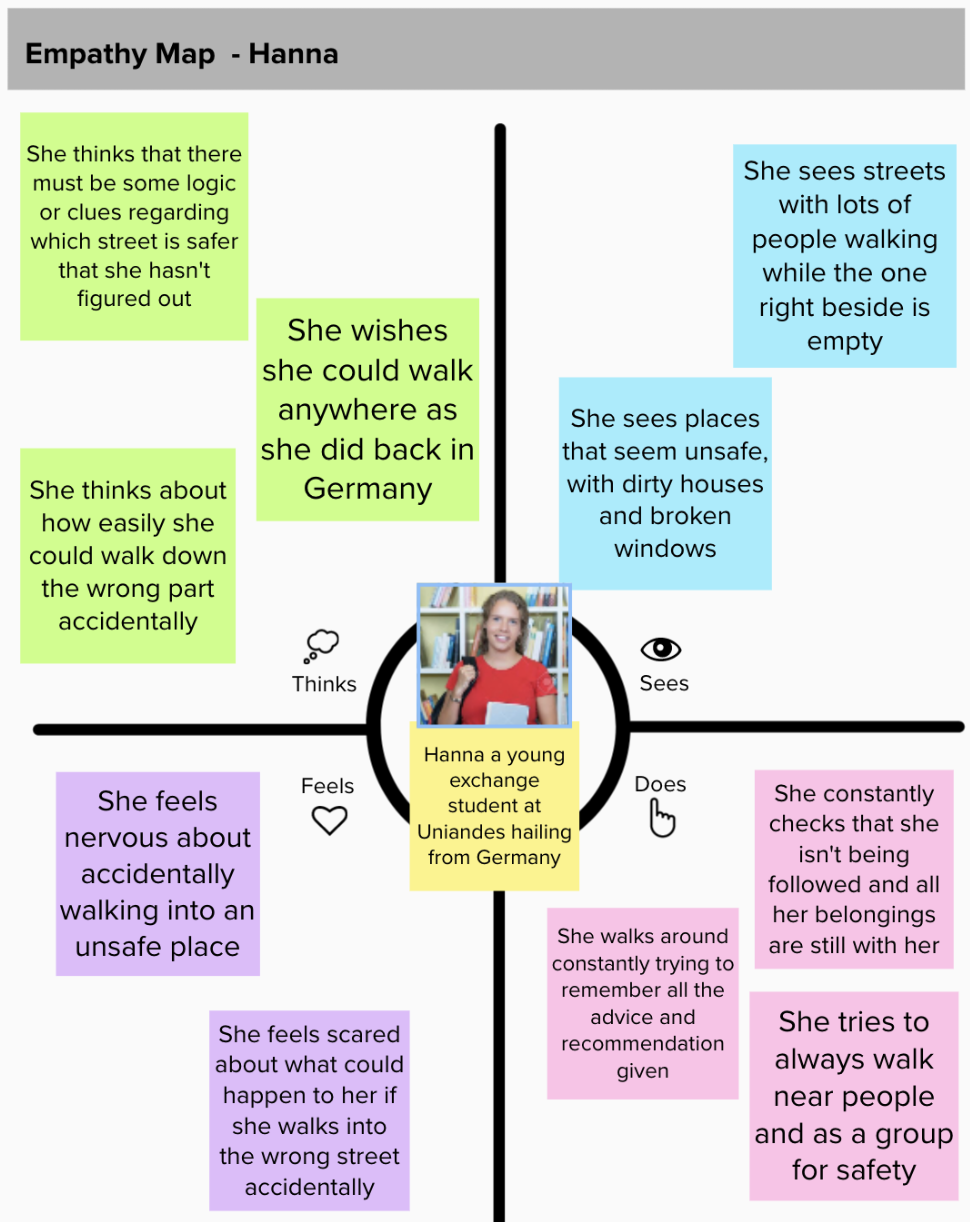 Empathy Map - Hanna
She thinks that there
must be some logic
or clues regarding
which street is safer
that she hasn't
figured out
She wishes
she could walk
anywhere as
she did back in
Germany
She thinks about
how easily she
could walk down
the wrong part
accidentally
Thinks
She sees streets
with lots of
people walking
while the one
right beside is
empty
She sees places
that seem unsafe,
with dirty houses
and broken
windows
Sees
Hanna a young
exchange
student at
Uniandes hailing
from Germany
Feels
She feels
nervous about
accidentally
walking into an
unsafe place
She feels scared
about what could
happen to her if
she walks into
the wrong street
accidentally
Does
She constantly
checks that she
isn't being
followed and all
her belongings
are still with her
She walks around
constantly trying to
remember all the
advice and
recommendation
given
She tries to
always walk
near people
and as a group
for safety